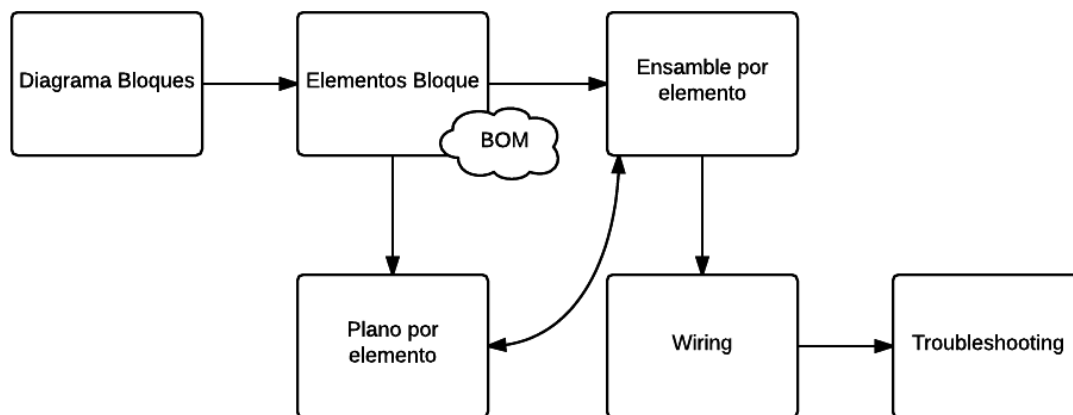 Diagrama Bloques
Elementos Bloque
BOM
Ensamble por
elemento
Plano por
elemento
Wiring
Troubleshooting